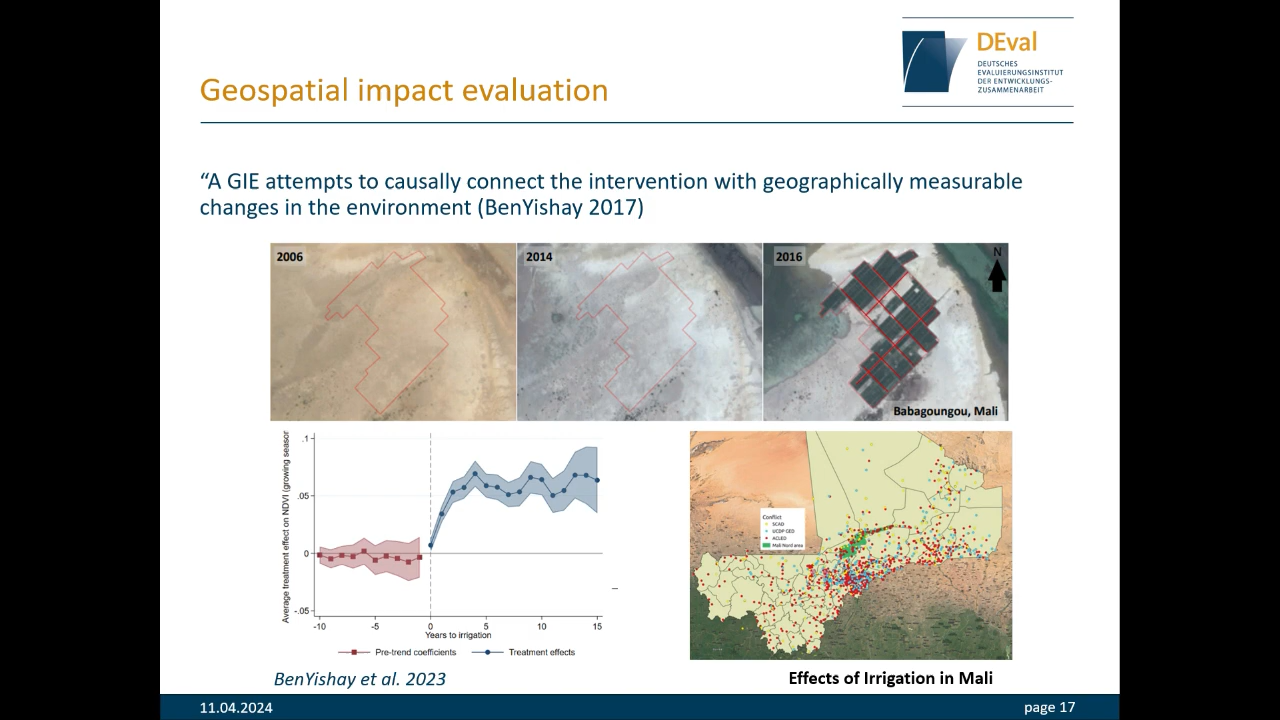 DEval
DEUTSCHES
EVALUIERUNGSINSTITUT
DER ENTWICKLUNGS-
ZUSAMMENARBEIT
Geospatial impact evaluation
“A GIE attempts to causally connect the intervention with geographically measurable
changes in the environment (BenYishay 2017)
2006
2014
2016
N
Babagoungou, Mali
Average treatment effect on NDVI (growing season
.1
.05
0
-.05
-10
-5
0
5
10
15
Years to irrigation
Pre-trend coefficients
Treatment effects
Conflict
SCAD
UCDP GED
ACLED
Mali Nord area
BenYishay et al. 2023
Effects of Irrigation in Mali
11.04.2024
page 17